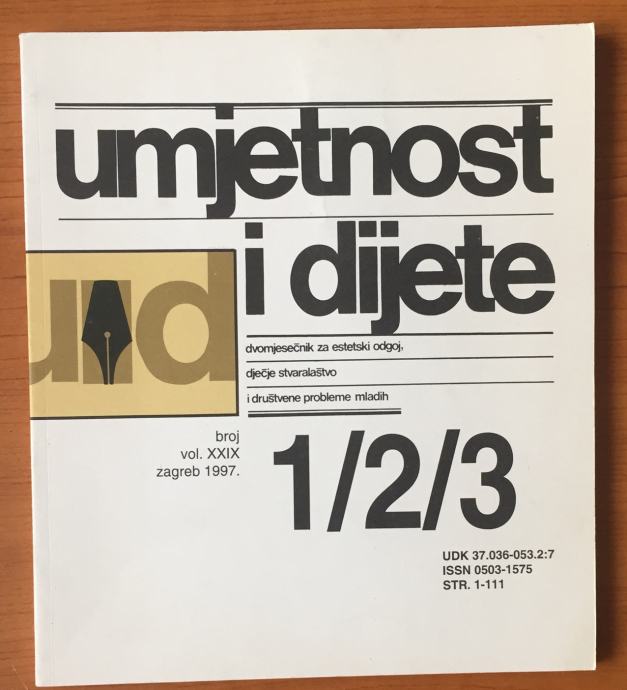 umjetnost
i dijete
uid
dvomjesečnik za estetski odgoj,
dječje stvaralaštvo
i društvene probleme mladih
broj
vol. XXIX
zagreb 1997.
1/2/3
UDK 37.036-053.2:7
ISSN 0503-1575
STR. 1-111